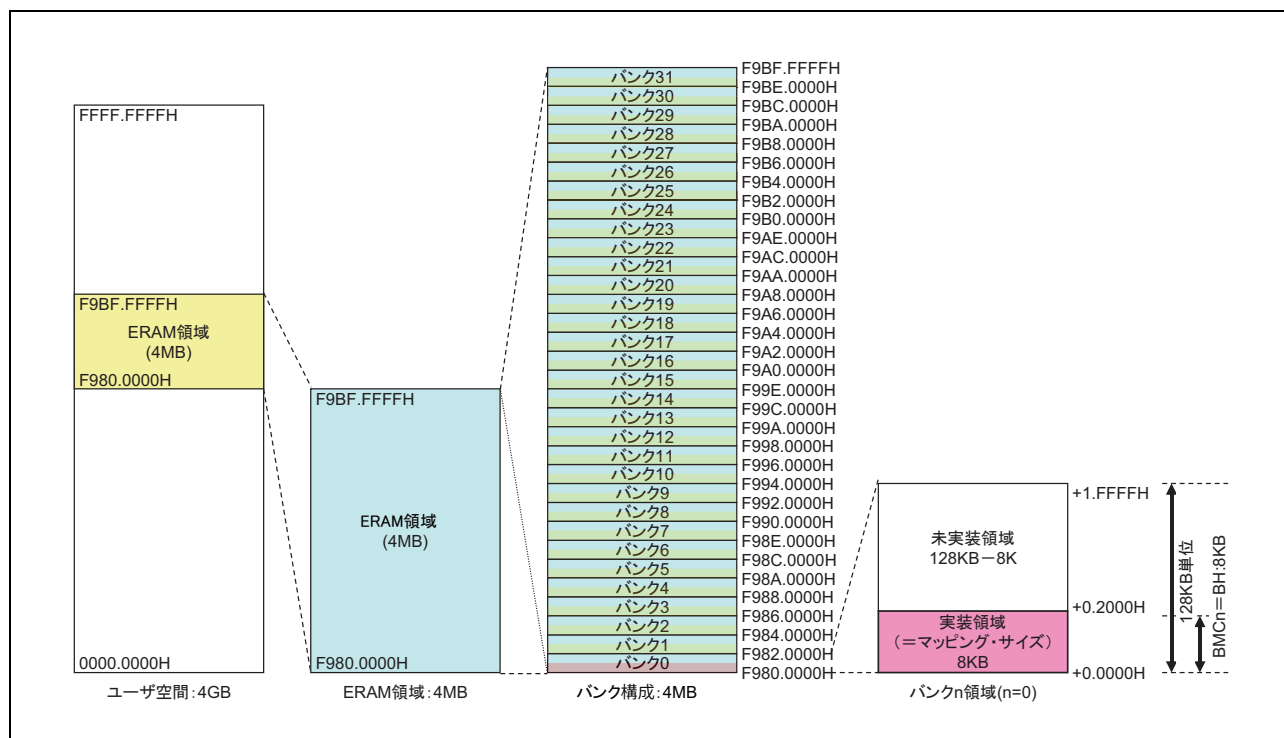 FFFF.FFFFH
F9BF.FFFFH
ERAM領域
(4MB)
F980.0000H
0000.0000H
ユーザ空間:4GB
F9BF.FFFFH
ERAM領域
(4MB)
F980.0000H
ERAM領域:4MB
バンク31
バンク30
バンク29
バンク28
バンク27
バンク26
バンク25
バンク24
バンク23
バンク22
バンク21
バンク20
バンク19
バンク18
バンク17
バンク16
バンク15
バンク14
バンク13
バンク12
バンク11
バンク10
バンク9
バンク8
バンク7
バンク6
バンク5
バンク4
バンク3
バンク2
バンク1
バンク0
バンク構成:4MB
F9BF.FFFFH
F9BE.0000H
F9BC.0000H
F9BA.0000H
F9B8.0000H
F9B6.0000H
F9B4.0000H
F9B2.0000H
F9B0.0000H
F9AE.0000H
F9AC.0000H
F9AA.0000H
F9A8.0000H
F9A6.0000H
F9A4.0000H
F9A2.0000H
F9A0.0000H
F99E.0000H
F99C.0000H
F99A.0000H
F998.0000H
F996.0000H
F994.0000H
F992.0000H
F990.0000H
F98E.0000H
F98C.0000H
F98A.0000H
F988.0000H
F986.0000H
F984.0000H
F982.0000H
F980.0000H
未実装領域
128KB-8K
実装領域
(=マッピング・サイズ)
8KB
バンクn領域(n=0)
+1.FFFFH
+0.2000H
+0.0000H
128KB単位
BMCn=BH:8KB